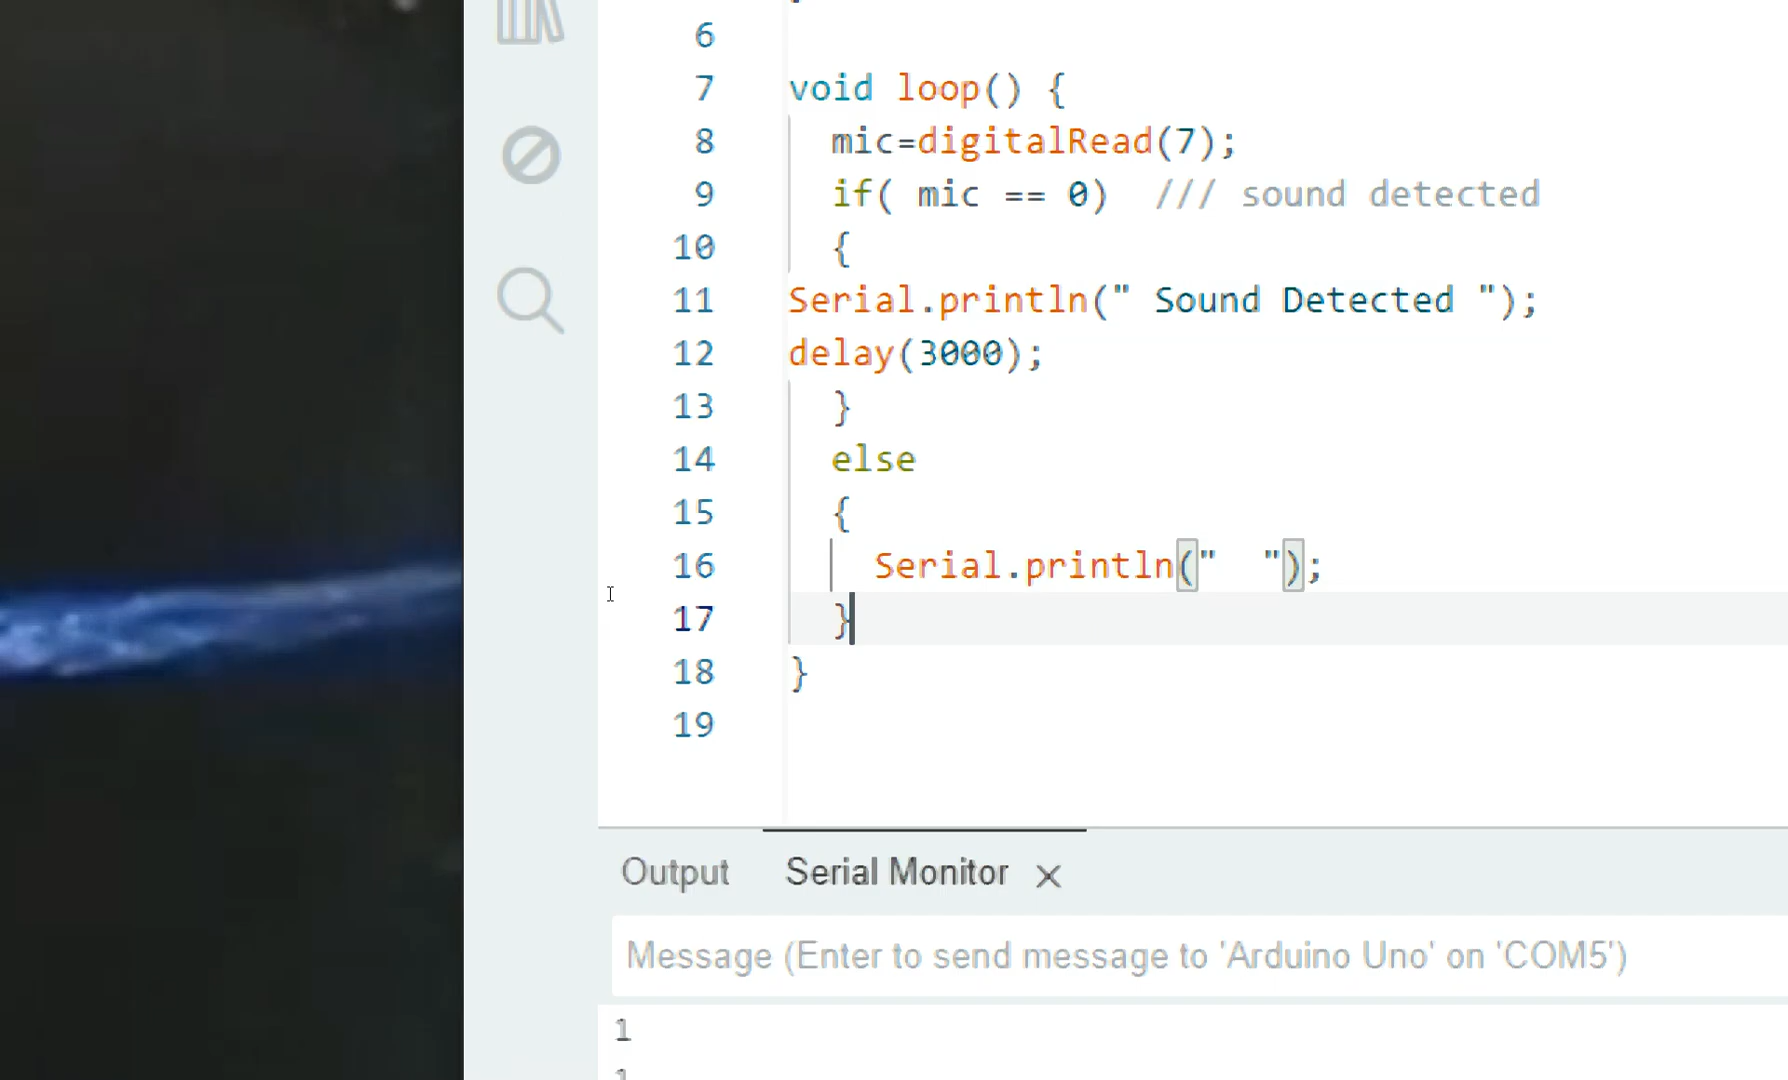 6
7 void loop() {
8 mic=digitalRead(7);
9 if( mic == 0) /// sound detected
10 {
11 Serial.println(" Sound Detected ");
12 delay(3000);
13 }
14 else
15 {
16 Serial.println("  ");
17 }
18 }
19
Output Serial Monitor
Message (Enter to send message to 'Arduino Uno' on 'COM5')
1
1